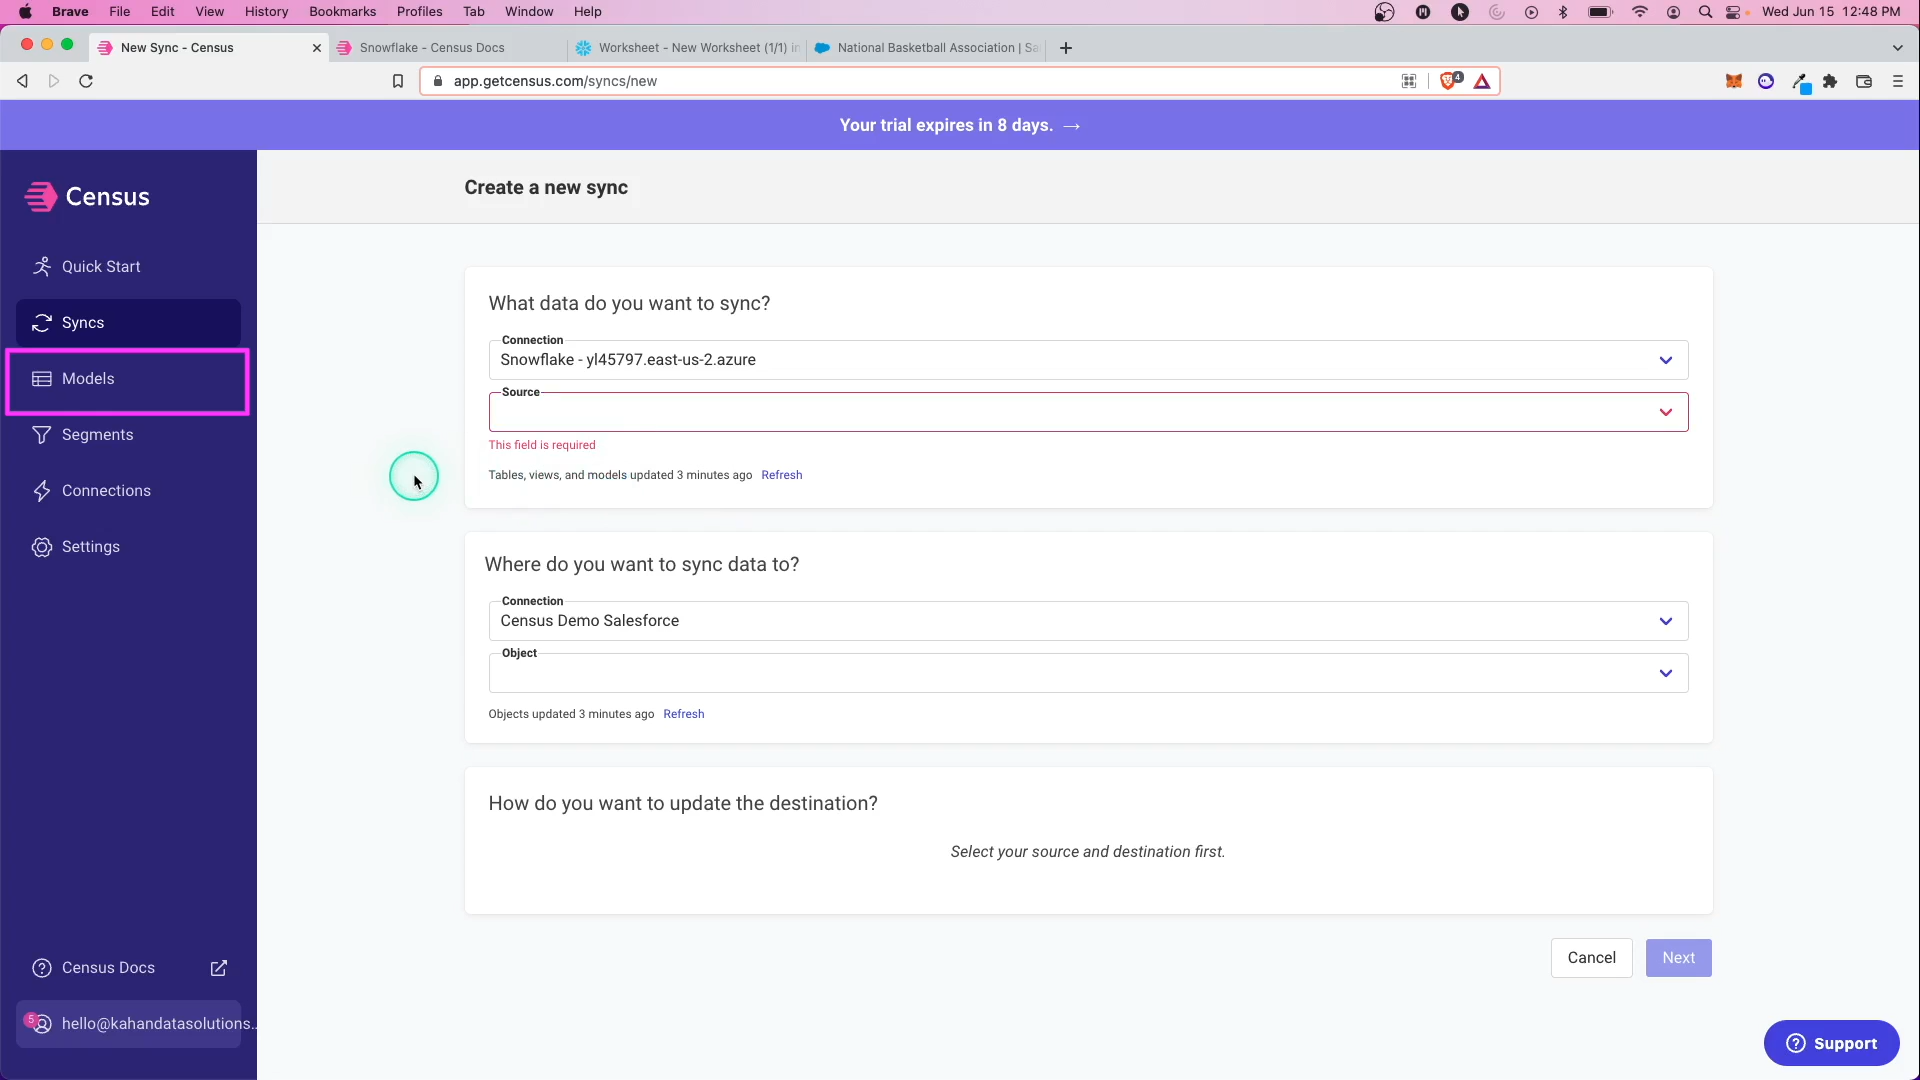 Brave File Edit View History Bookmarks Profiles Tab Window Help Wed Jun 15 12:48 PM
New Sync - Census Snowflake - Census Docs Worksheet - New Worksheet (1/1) in National Basketball Association | Sa
app.getcensus.com/syncs/new 4
Your trial expires in 8 days. →
Census
Quick Start
Syncs
Models
Segments
Connections
Settings
Census Docs
5 hello@kahandatasolutions...
Create a new sync
What data do you want to sync?
Connection
Snowflake - yl45797.east-us-2.azure
Source
This field is required
Tables, views, and models updated 3 minutes ago Refresh
Where do you want to sync data to?
Connection
Census Demo Salesforce
Object
Objects updated 3 minutes ago Refresh
How do you want to update the destination?
Select your source and destination first.
Cancel Next
Support